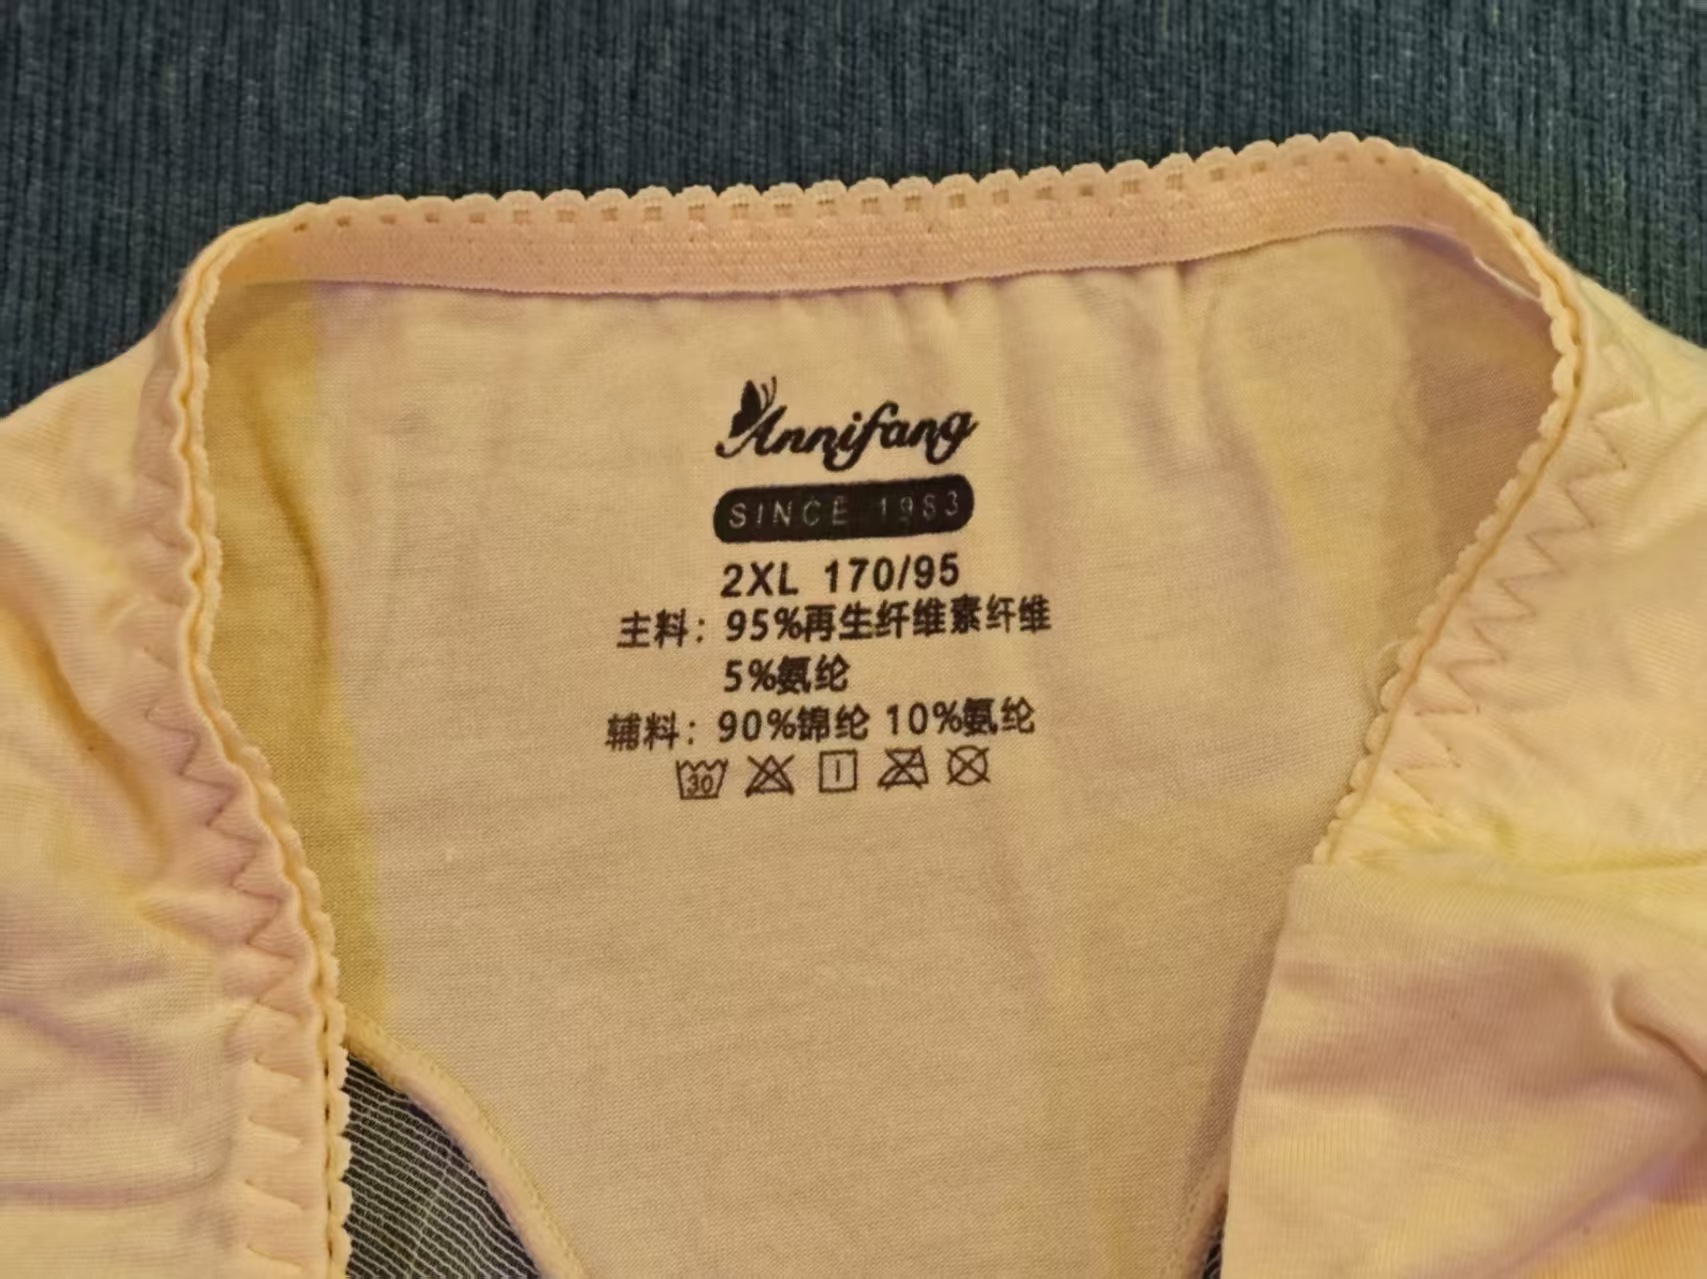 Annifang
SINCE 1983
2XL 170/95
主料：95%再生纤维素纤维
5%氨纶
辅料：90%锦纶 10%氨纶
30